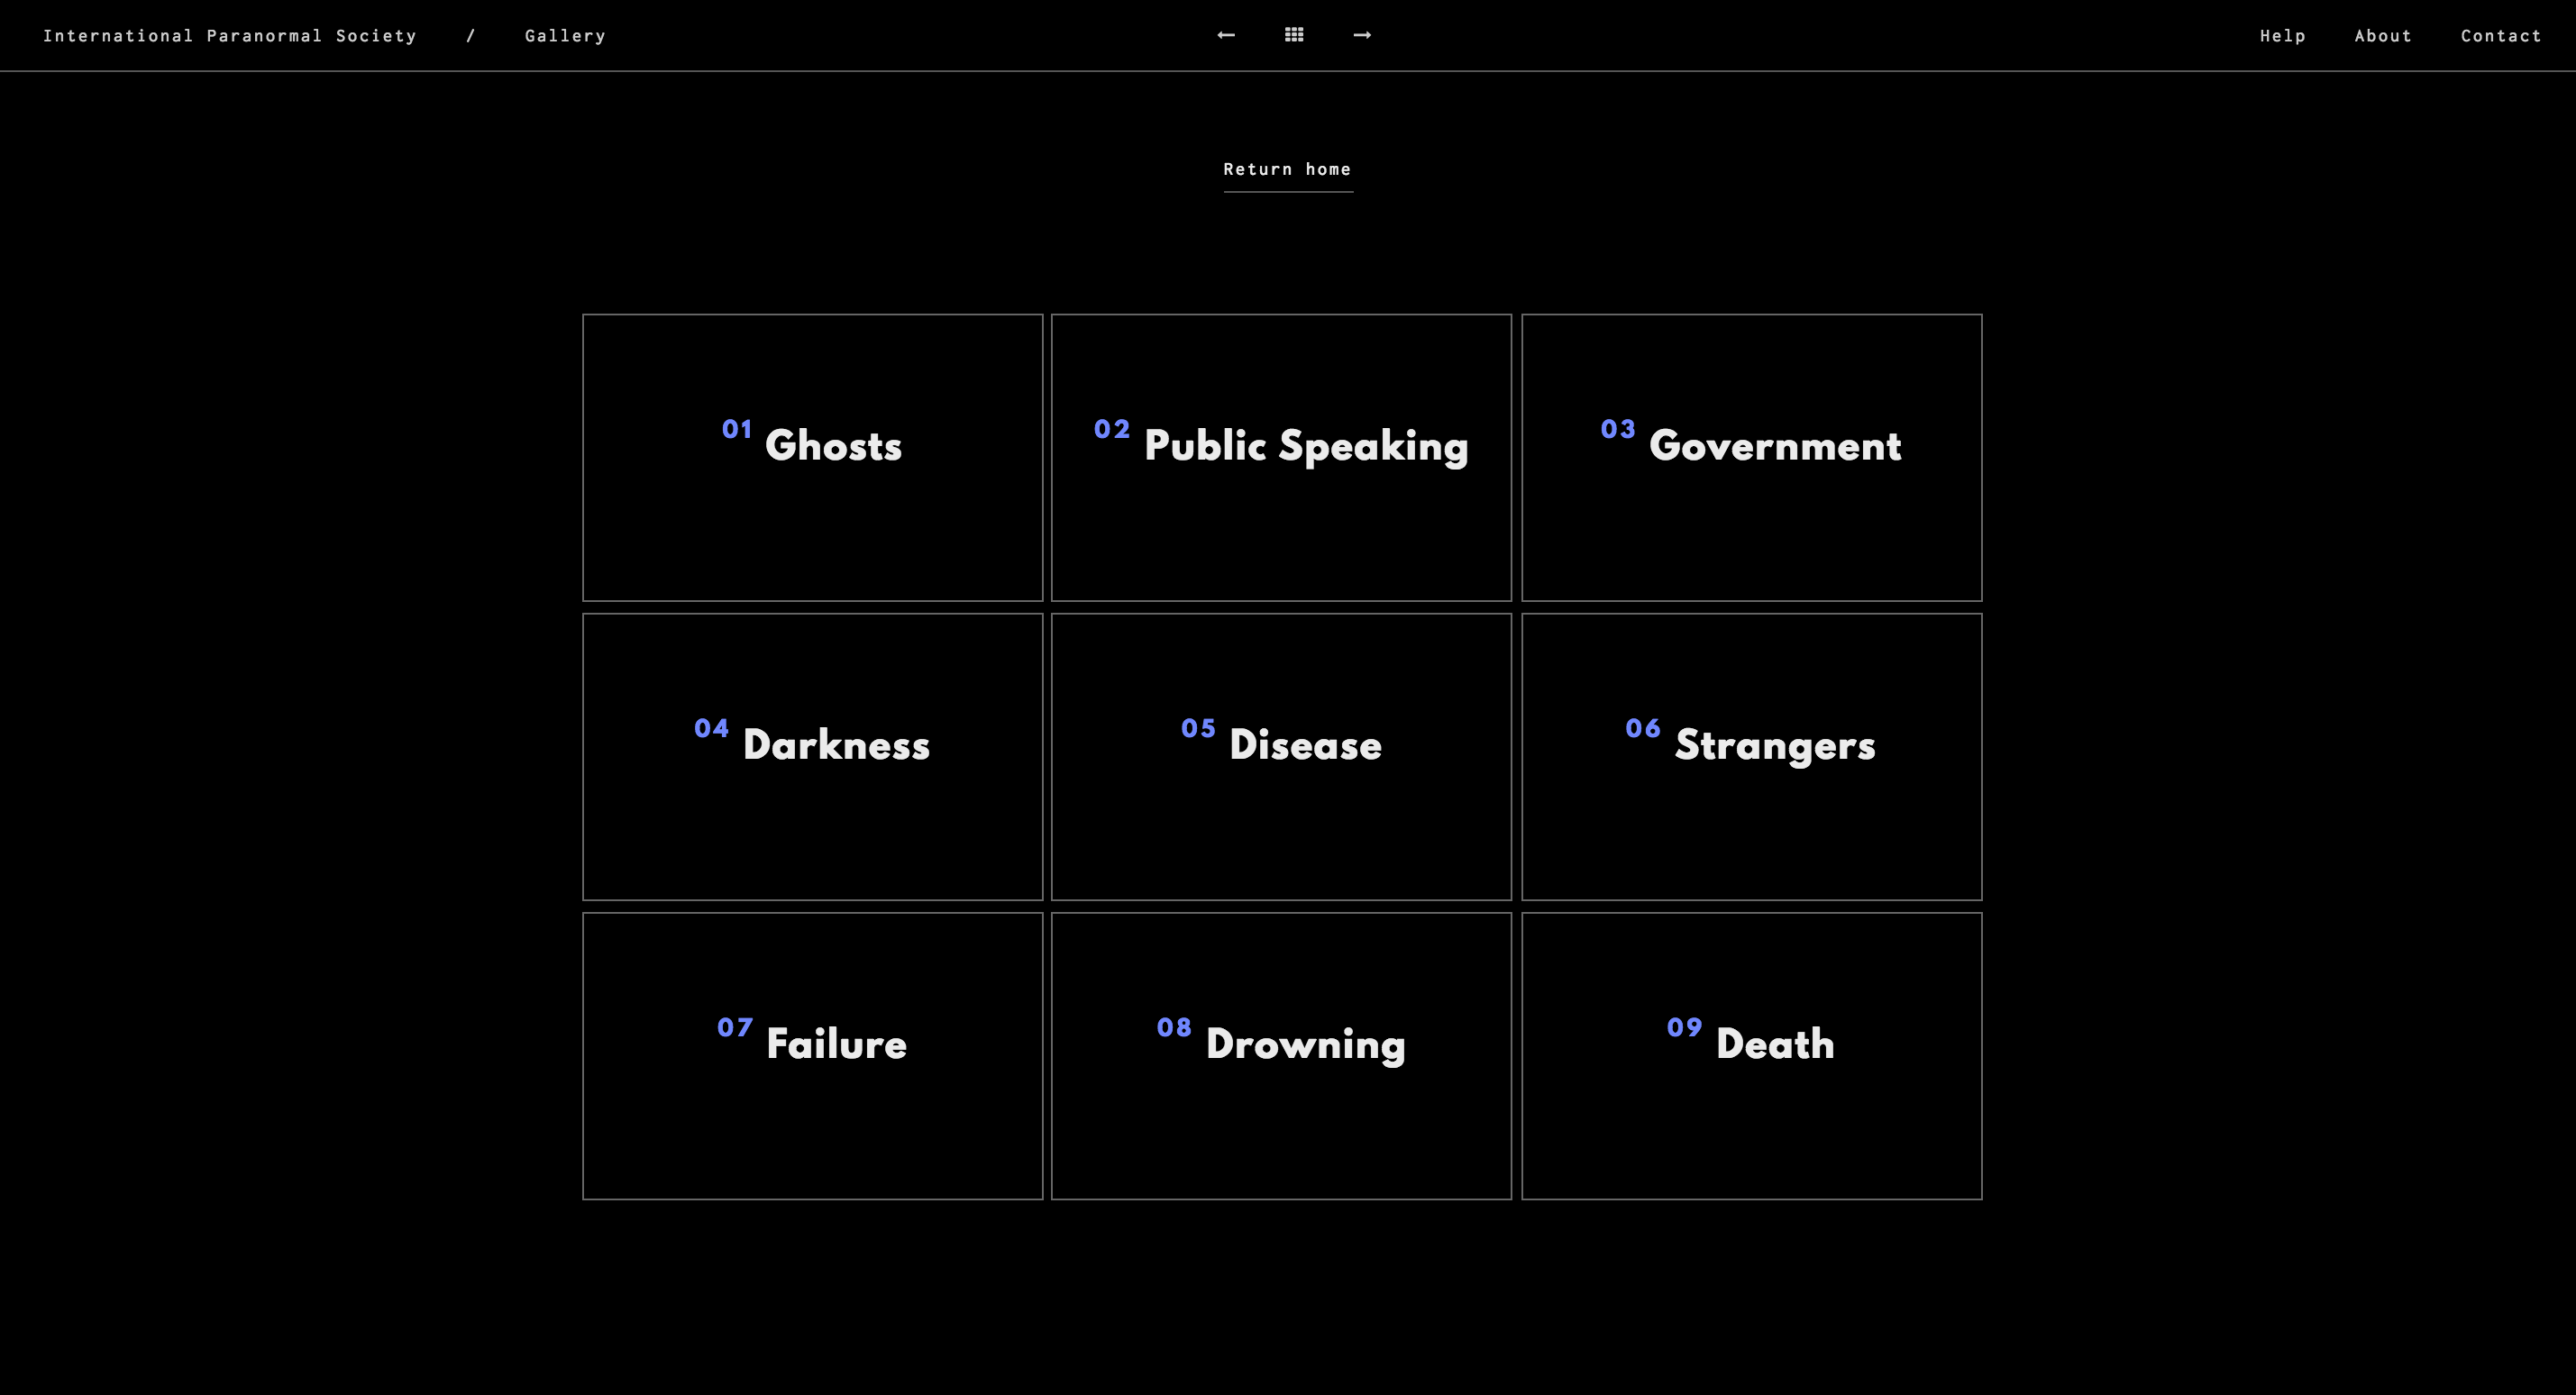 International Paranormal Society / Gallery
Help About Contact
Return home
01 Ghosts
02 Public Speaking
03 Government
04 Darkness
05 Disease
06 Strangers
07 Failure
08 Drowning
09 Death